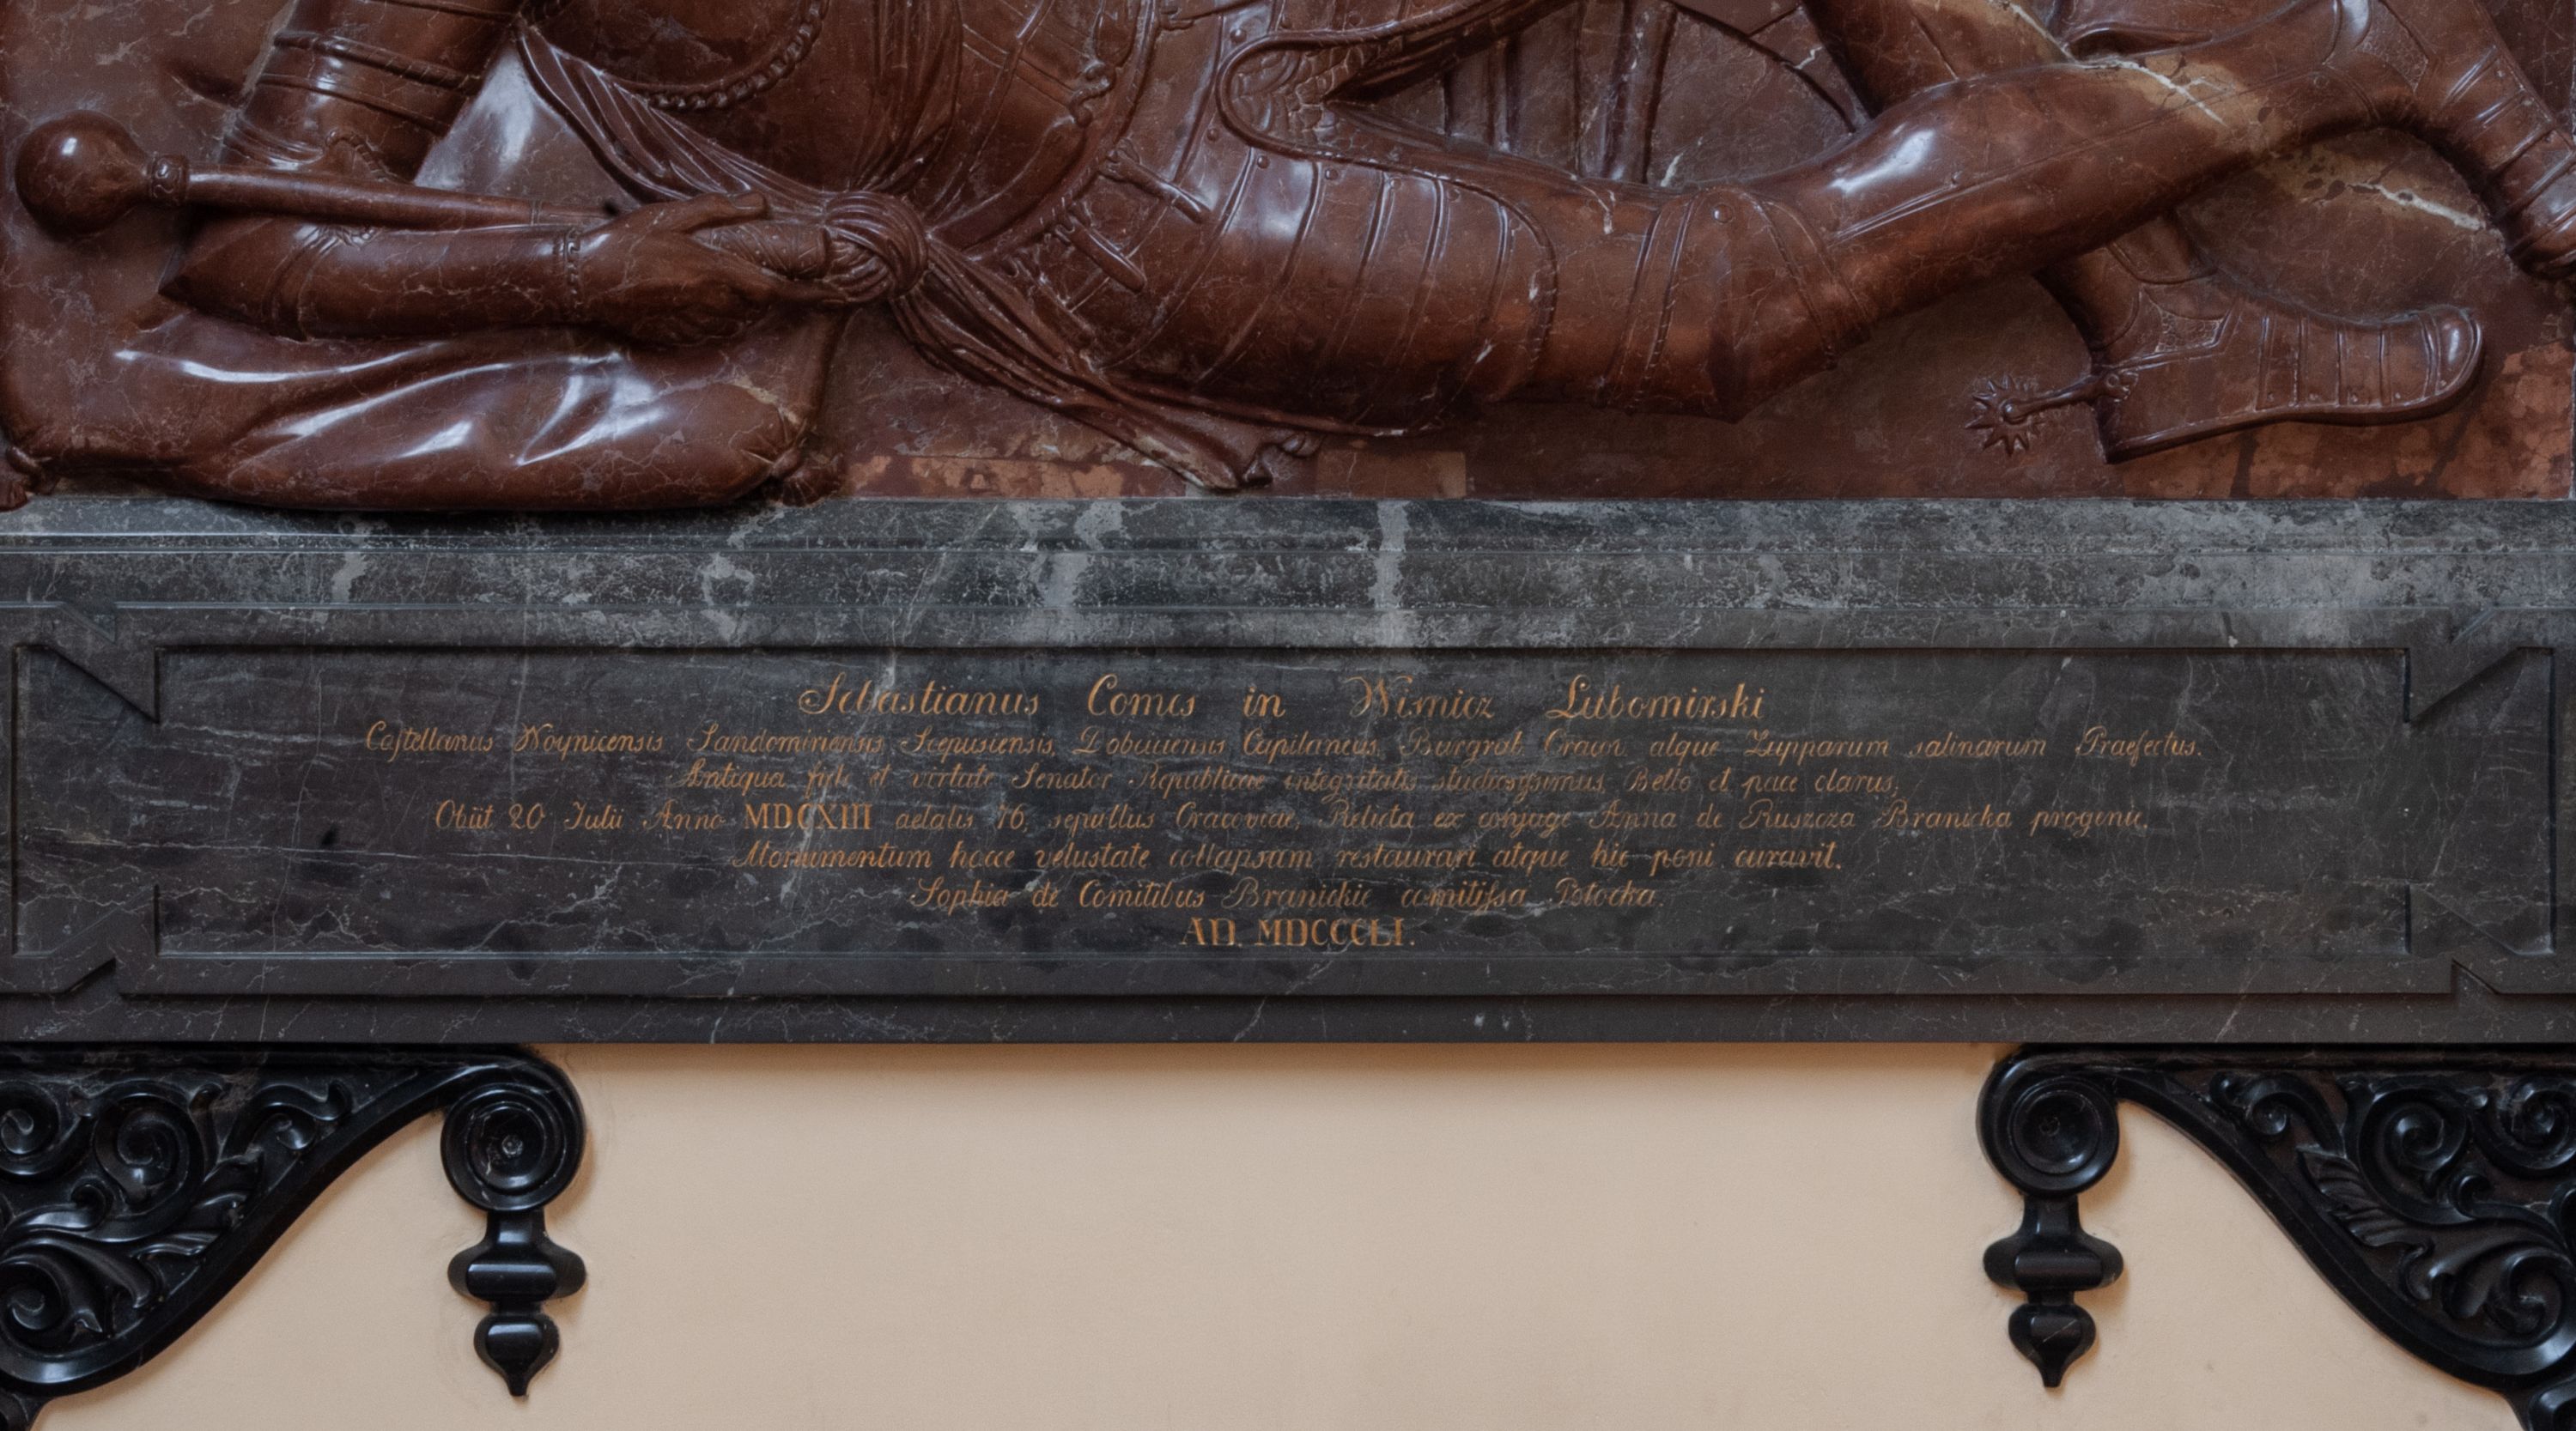 Sebastianus Comes in Wisnicz Lubomirski
Castellanus Woynicensis, Sandomiriensis, Scepusiensis, Dobczicensis Capitaneus, Burgrab. Cracov. atque Zupparum salinarum Praefectus.
Antiqua fide et virtute Senator Republicae integritatis studiosissimus, Bello et pace clarus,
Obiit 20 Julii Anno MDCXIII aetatis 76, sepultus Cracoviae, Relicta ex conjuge Anna de Ruszcza Branicka progenie.
Monumentum hocce vetustate collapsum restaurari atque hic poni curavit.
Sophia de Comitibus Branickie comitissa Potocka.
AD. MDCCCLI.